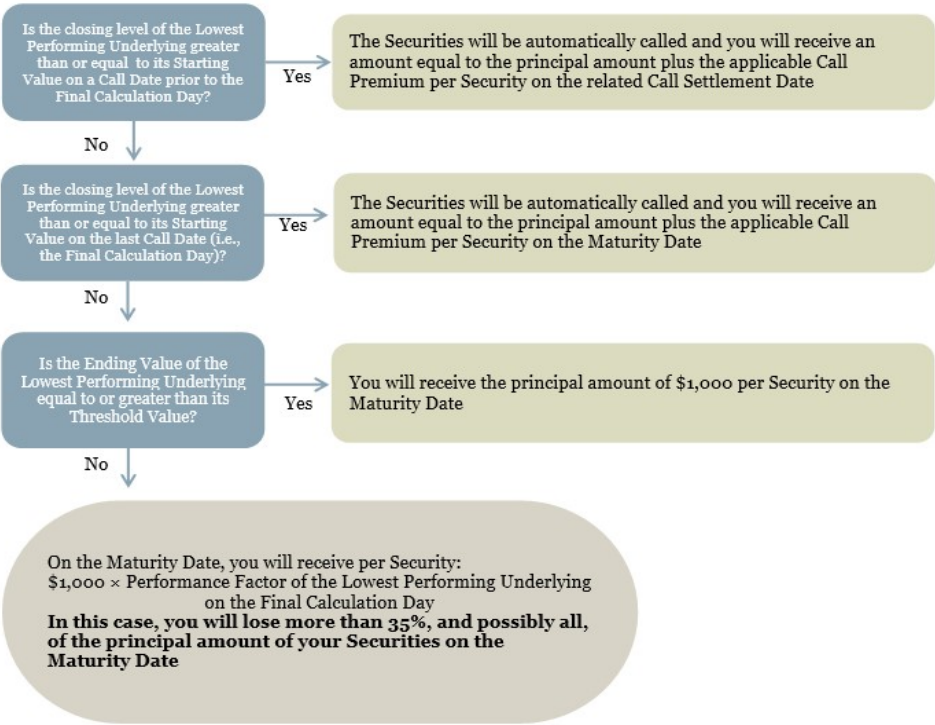 Is the closing level of the Lowest
Performing Underlying greater
than or equal to its Starting
Value on a Call Date prior to the
Final Calculation Day?
Yes
The Securities will be automatically called and you will receive an
amount equal to the principal amount plus the applicable Call
Premium per Security on the related Call Settlement Date
No
Is the closing level of the Lowest
Performing Underlying greater
than or equal to its Starting
Value on the last Call Date (i.e.,
the Final Calculation Day)?
Yes
The Securities will be automatically called and you will receive an
amount equal to the principal amount plus the applicable Call
Premium per Security on the Maturity Date
No
Is the Ending Value of the
Lowest Performing Underlying
equal to or greater than its
Threshold Value?
Yes
You will receive the principal amount of $1,000 per Security on the
Maturity Date
No
On the Maturity Date, you will receive per Security:
$1,000 × Performance Factor of the Lowest Performing Underlying
on the Final Calculation Day
In this case, you will lose more than 35%, and possibly all,
of the principal amount of your Securities on the
Maturity Date